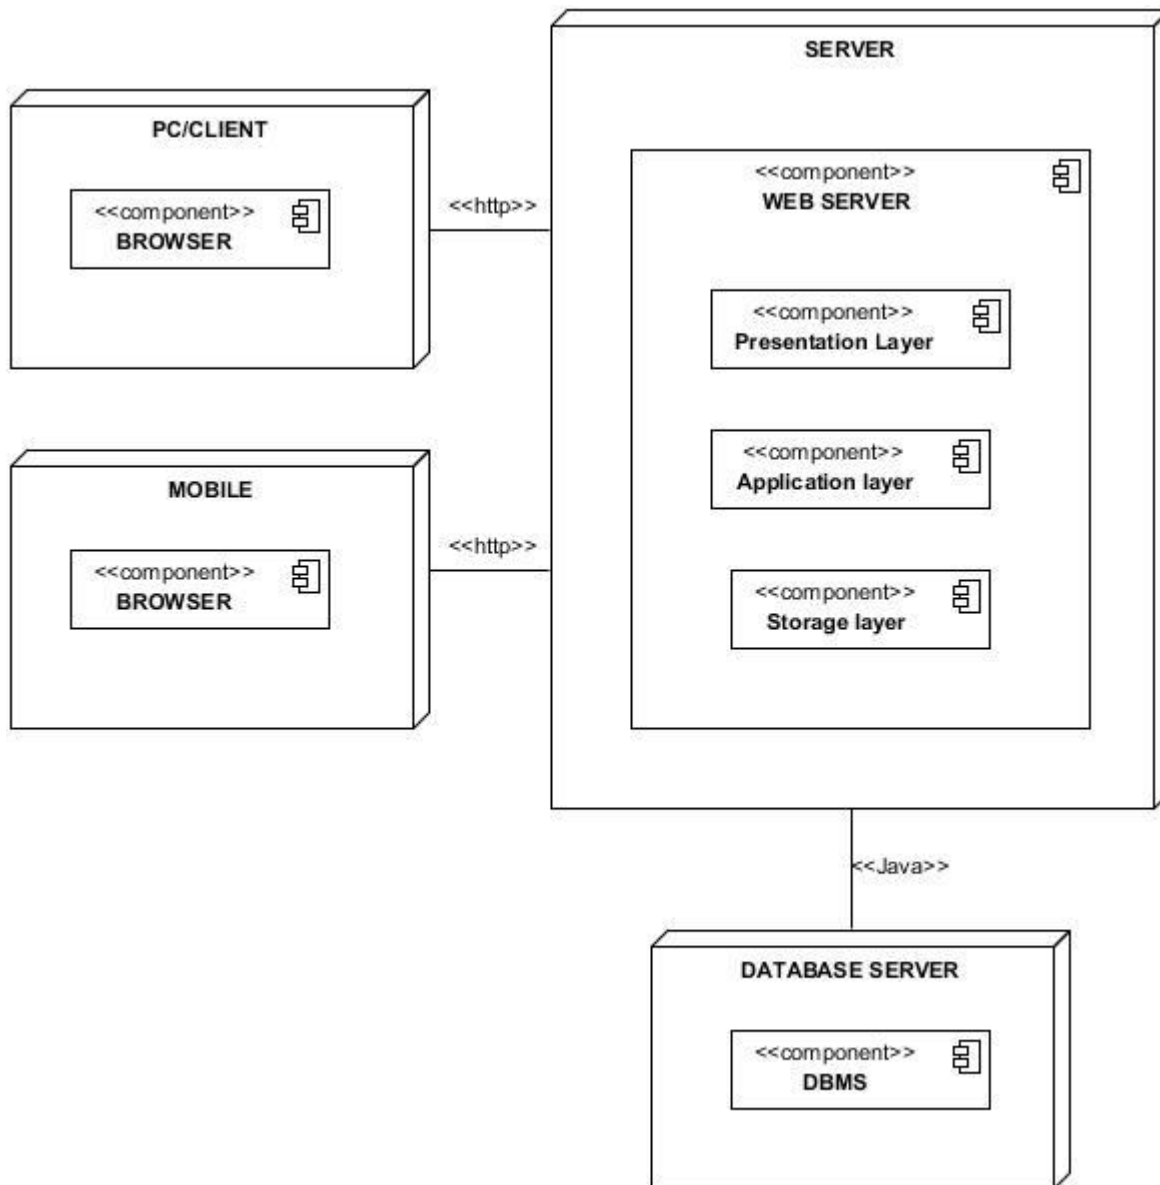 SERVER
PC/CLIENT
<<component>>
BROWSER
<<http>>
<<component>>
WEB SERVER
<<component>>
Presentation Layer
<<component>>
Application layer
<<component>>
Storage layer
MOBILE
<<component>>
BROWSER
<<http>>
<<Java>>
DATABASE SERVER
<<component>>
DBMS